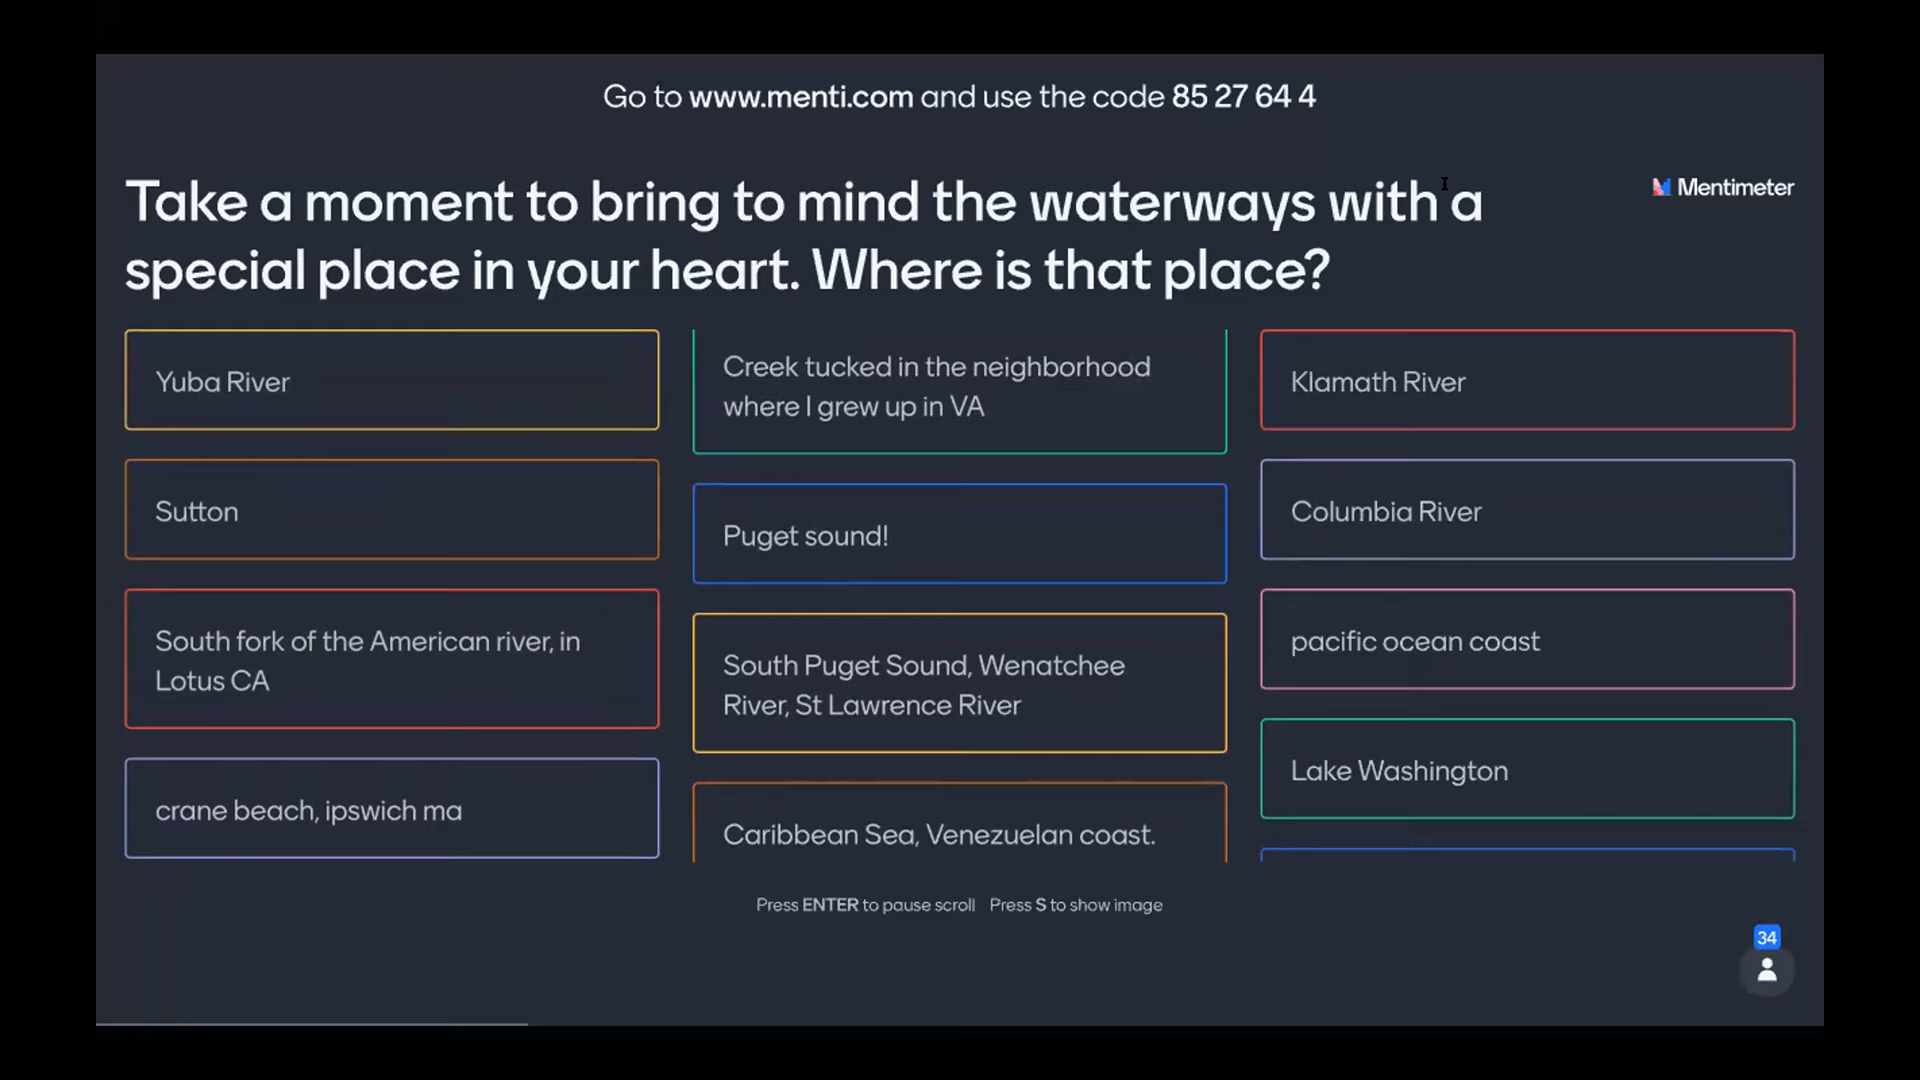 Go to www.menti.com and use the code 85 27 64 4
Take a moment to bring to mind the waterways with a
special place in your heart. Where is that place?
Mentimeter
Yuba River
Sutton
South fork of the American river, in
Lotus CA
crane beach, ipswich ma
Creek tucked in the neighborhood
where I grew up in VA
Puget sound!
South Puget Sound, Wenatchee
River, St Lawrence River
Caribbean Sea, Venezuelan coast.
Klamath River
Columbia River
pacific ocean coast
Lake Washington
Press ENTER to pause scroll Press S to show image
34